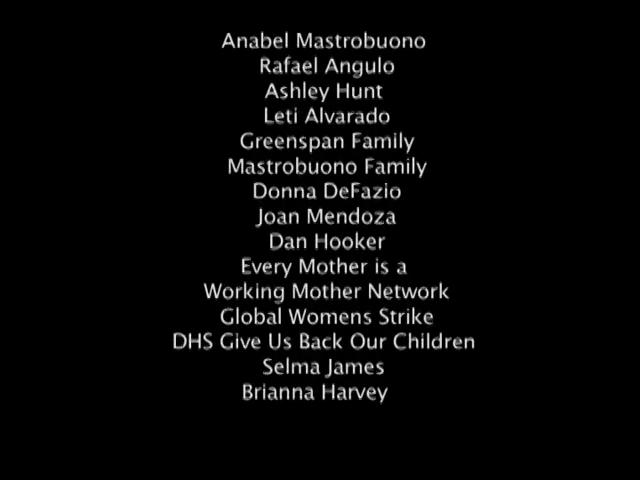 Anabel Mastrobuono
Rafael Angulo
Ashley Hunt
Leti Alvarado
Greenspan Family
Mastrobuono Family
Donna DeFazio
Joan Mendoza
Dan Hooker
Every Mother is a
Working Mother Network
Global Womens Strike
DHS Give Us Back Our Children
Selma James
Brianna Harvey